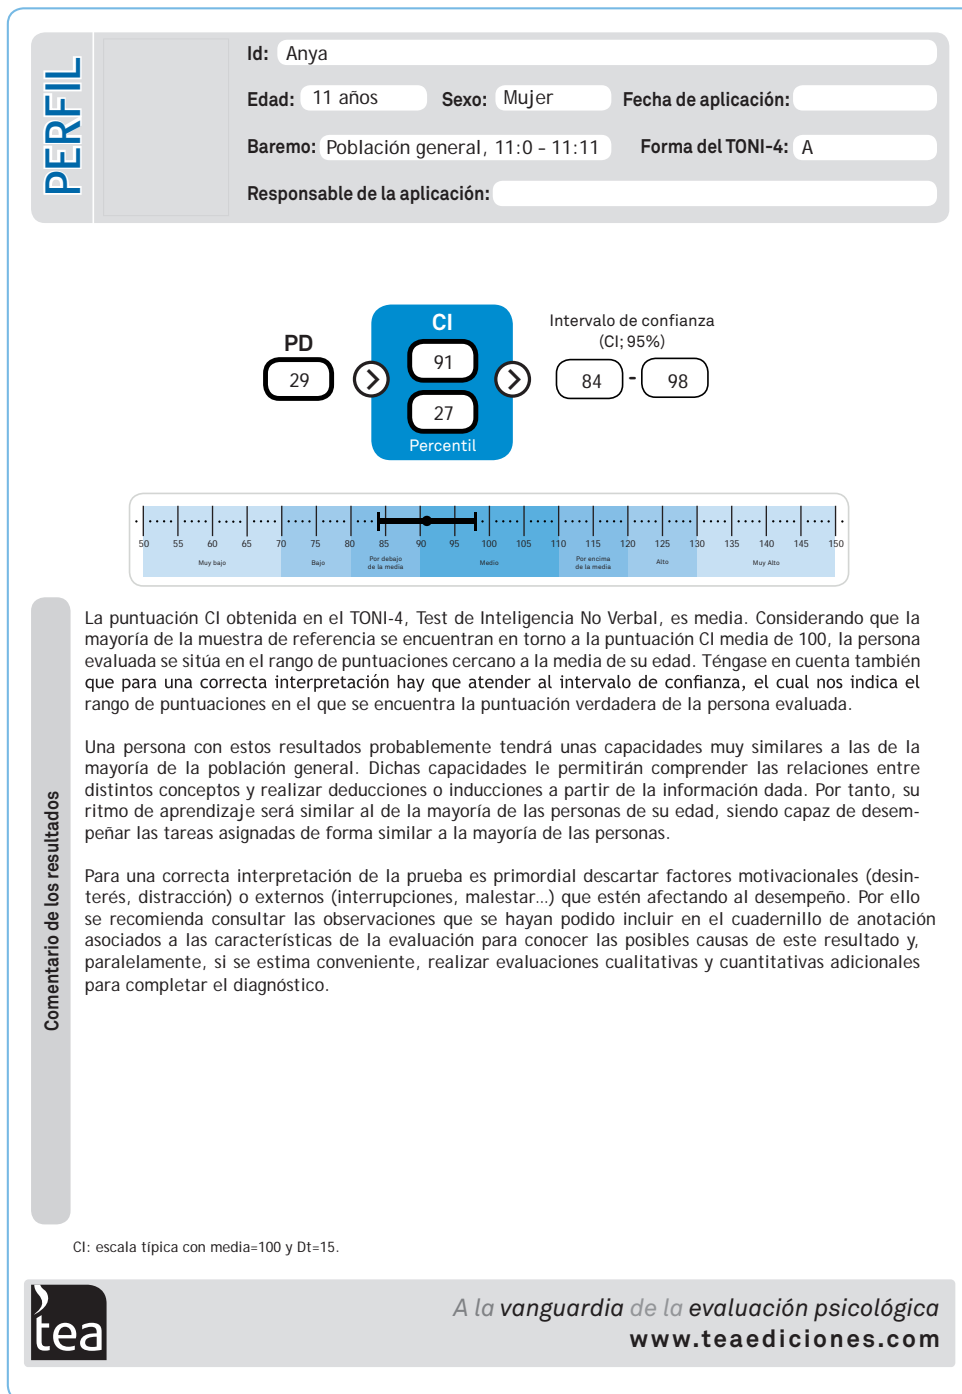 PERFIL
Id: Anya
Edad: 11 años Sexo: Mujer Fecha de aplicación:
Baremo: Población general, 11:0 - 11:11 Forma del TONI-4: A
Responsable de la aplicación:
PD
29
CI
91
27
Percentil
Intervalo de confianza
(CI; 95%)
84 - 98
50 55 60 65 70 75 80 85 90 95 100 105 110 115 120 125 130 135 140 145 150
Muy bajo Bajo Por debajo de la media Medio Por encima de la media Alto Muy Alto
Comentario de los resultados
La puntuación CI obtenida en el TONI-4, Test de Inteligencia No Verbal, es media. Considerando que la
mayoría de la muestra de referencia se encuentran en torno a la puntuación CI media de 100, la persona
evaluada se sitúa en el rango de puntuaciones cercano a la media de su edad. Téngase en cuenta también
que para una correcta interpretación hay que atender al intervalo de confianza, el cual nos indica el
rango de puntuaciones en el que se encuentra la puntuación verdadera de la persona evaluada.
Una persona con estos resultados probablemente tendrá unas capacidades muy similares a las de la
mayoría de la población general. Dichas capacidades le permitirán comprender las relaciones entre
distintos conceptos y realizar deducciones o inducciones a partir de la información dada. Por tanto, su
ritmo de aprendizaje será similar al de la mayoría de las personas de su edad, siendo capaz de desem-
peñar las tareas asignadas de forma similar a la mayoría de las personas.
Para una correcta interpretación de la prueba es primordial descartar factores motivacionales (desin-
terés, distracción) o externos (interrupciones, malestar...) que estén afectando al desempeño. Por ello
se recomienda consultar las observaciones que se hayan podido incluir en el cuadernillo de anotación
asociados a las características de la evaluación para conocer las posibles causas de este resultado y,
paralelamente, si se estima conveniente, realizar evaluaciones cualitativas y cuantitativas adicionales
para completar el diagnóstico.
CI: escala típica con media=100 y Dt=15.
tea
A la vanguardia de la evaluación psicológica
www.teaediciones.com